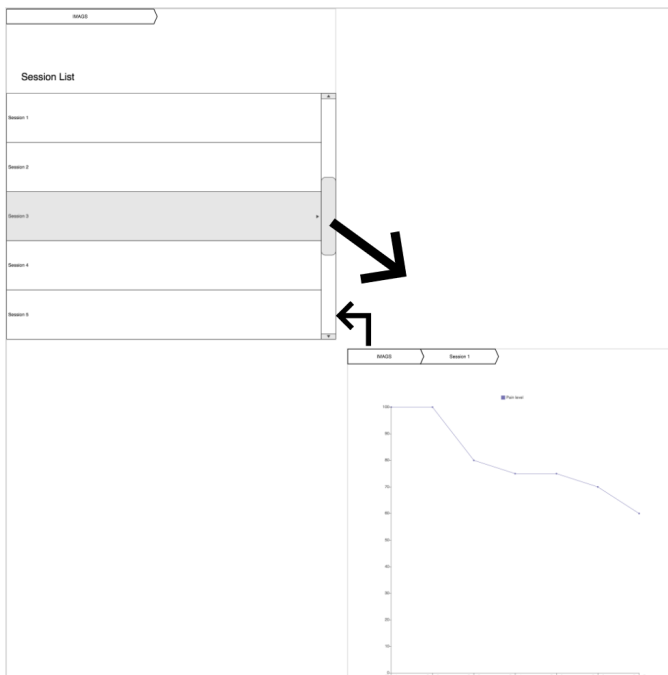 IMAGS
Session List
Session 1
Session 2
Session 3
Session 4
Session 5
IMAGS
Session 1
Pain level
100
90
80
70
60
50
40
30
20
10
0